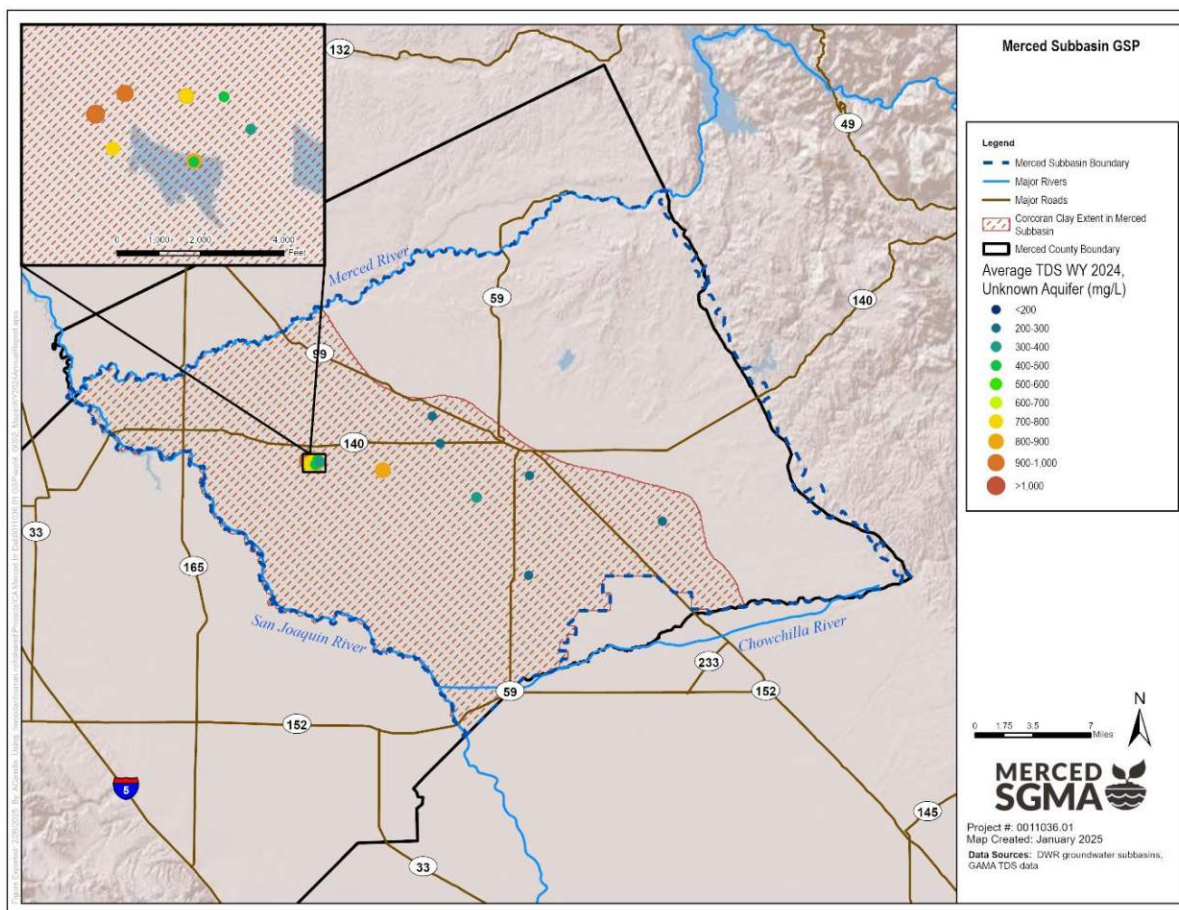 Merced Subbasin GSP
0 1,000 2,000 4,000
Feet
132
49
Merced River
59
140
99
140
33
165
San Joaquin River
Chowchilla River
233
59
152
152
5
33
145
Legend
Merced Subbasin Boundary
Major Rivers
Major Roads
Corcoran Clay Extent in Merced
Subbasin
Merced County Boundary
Average TDS WY 2024,
Unknown Aquifer (mg/L)
<200
200-300
300-400
400-500
500-600
600-700
700-800
800-900
900-1,000
>1,000
N
0 1.75 3.5 7
Miles
MERCED
SGMA
Project #: 0011036.01
Map Created: January 2025
Data Sources: DWR groundwater subbasins,
GAMA TDS data